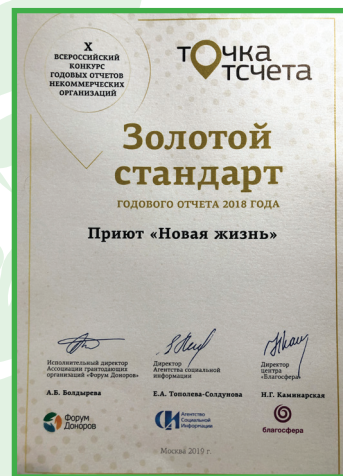 X
ВСЕРОССИЙСКИЙ
КОНКУРС
ГОДОВЫХ ОТЧЕТОВ
НЕКОММЕРЧЕСКИХ
ОРГАНИЗАЦИЙ
ТОЧКА
ОТСЧЕТА
Золотой
стандарт
ГОДОВОГО ОТЧЕТА 2018 ГОДА
Приют «Новая жизнь»
Исполнительный директор
Ассоциации грантодающих
организаций «Форум Доноров»
А.Б. Болдырева
Форум
Доноров
Директор
Агентства социальной
информации
Е.А. Тополева-Солдунова
Агентство
Социальной
Информации
Директор
центра
«Благосфера»
Н.Г. Каминарская
благосфера
Москва 2019 г.